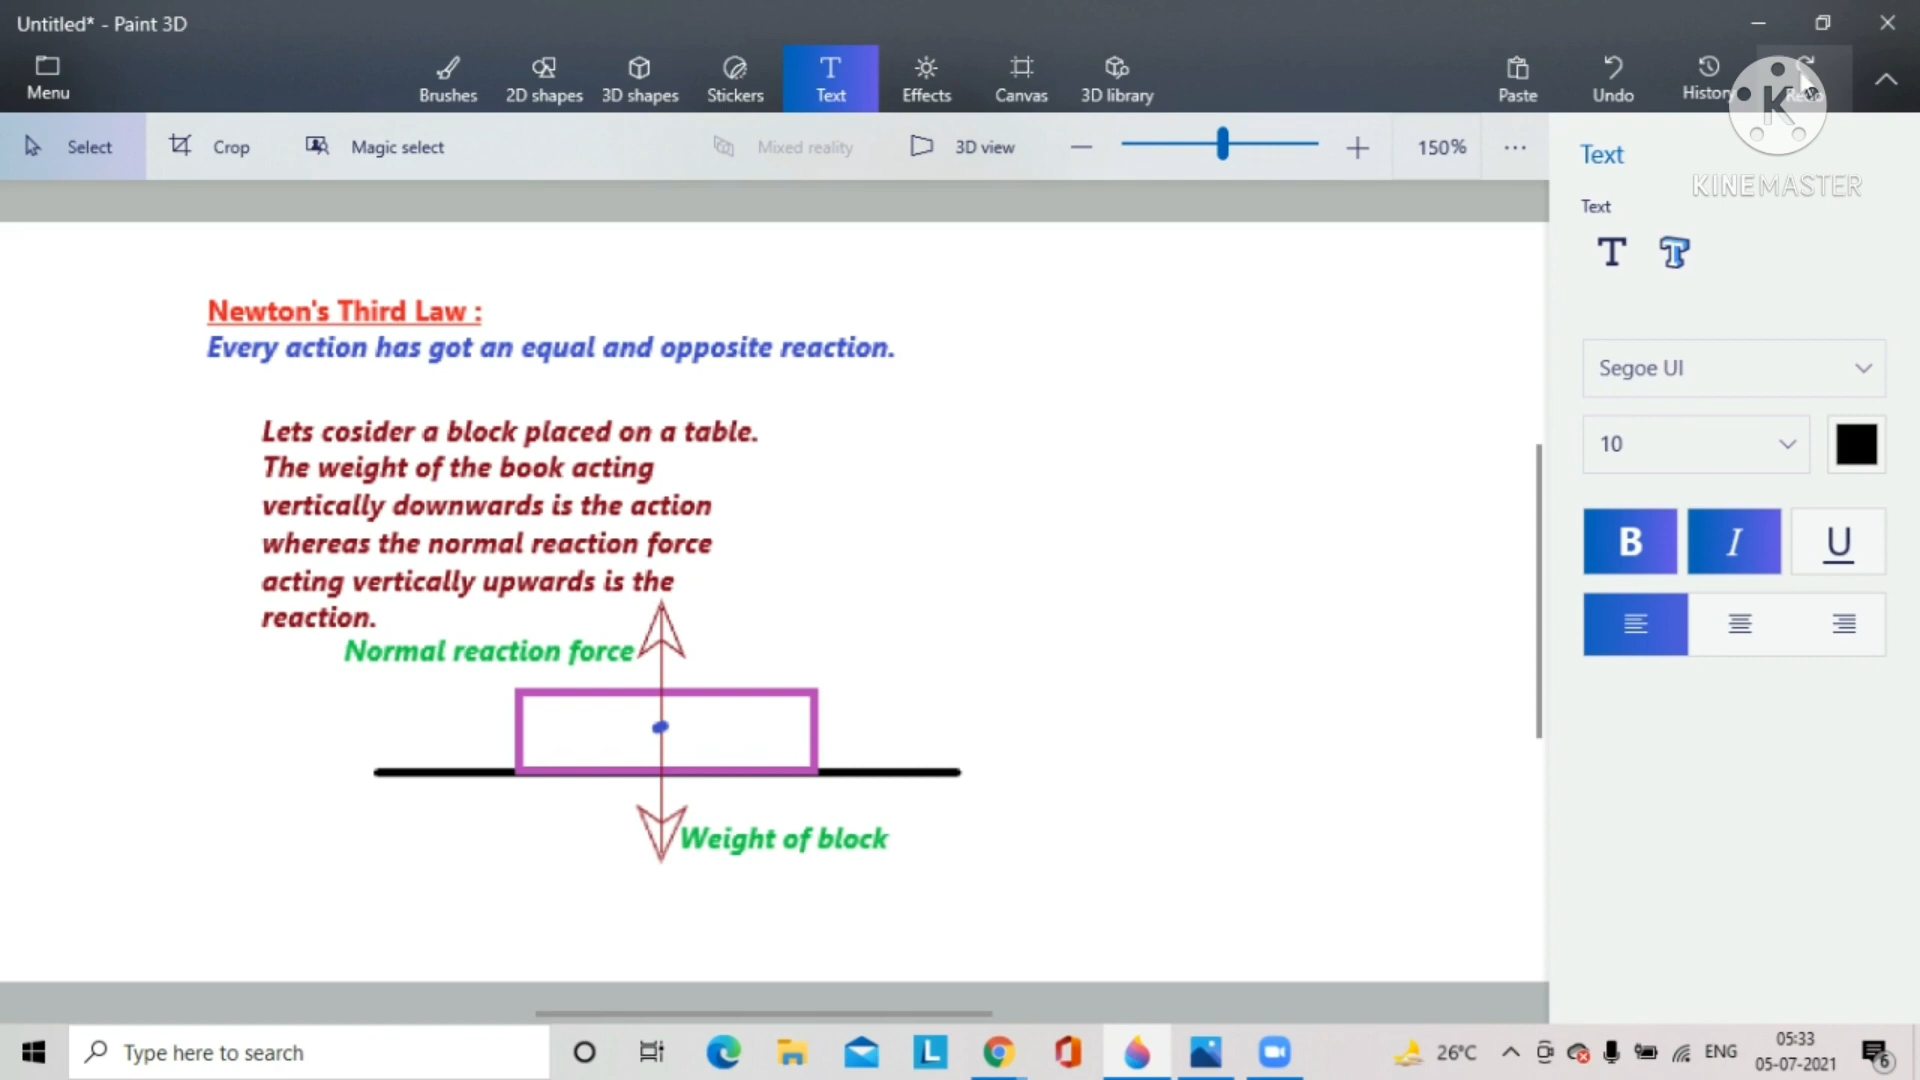 Untitled* - Paint 3D
Menu
Brushes
2D shapes
3D shapes
Stickers
Text
Effects
Canvas
3D library
Paste
Undo
History
Redo
Select
Crop
Magic select
Mixed reality
3D view
150%
Text
KINEMASTER
Text
Segoe UI
10
B I U
Newton's Third Law :
Every action has got an equal and opposite reaction.
Lets cosider a block placed on a table.
The weight of the book acting
vertically downwards is the action
whereas the normal reaction force
acting vertically upwards is the
reaction.
Normal reaction force
Weight of block
Type here to search
26°C
ENG
05:33
05-07-2021
6